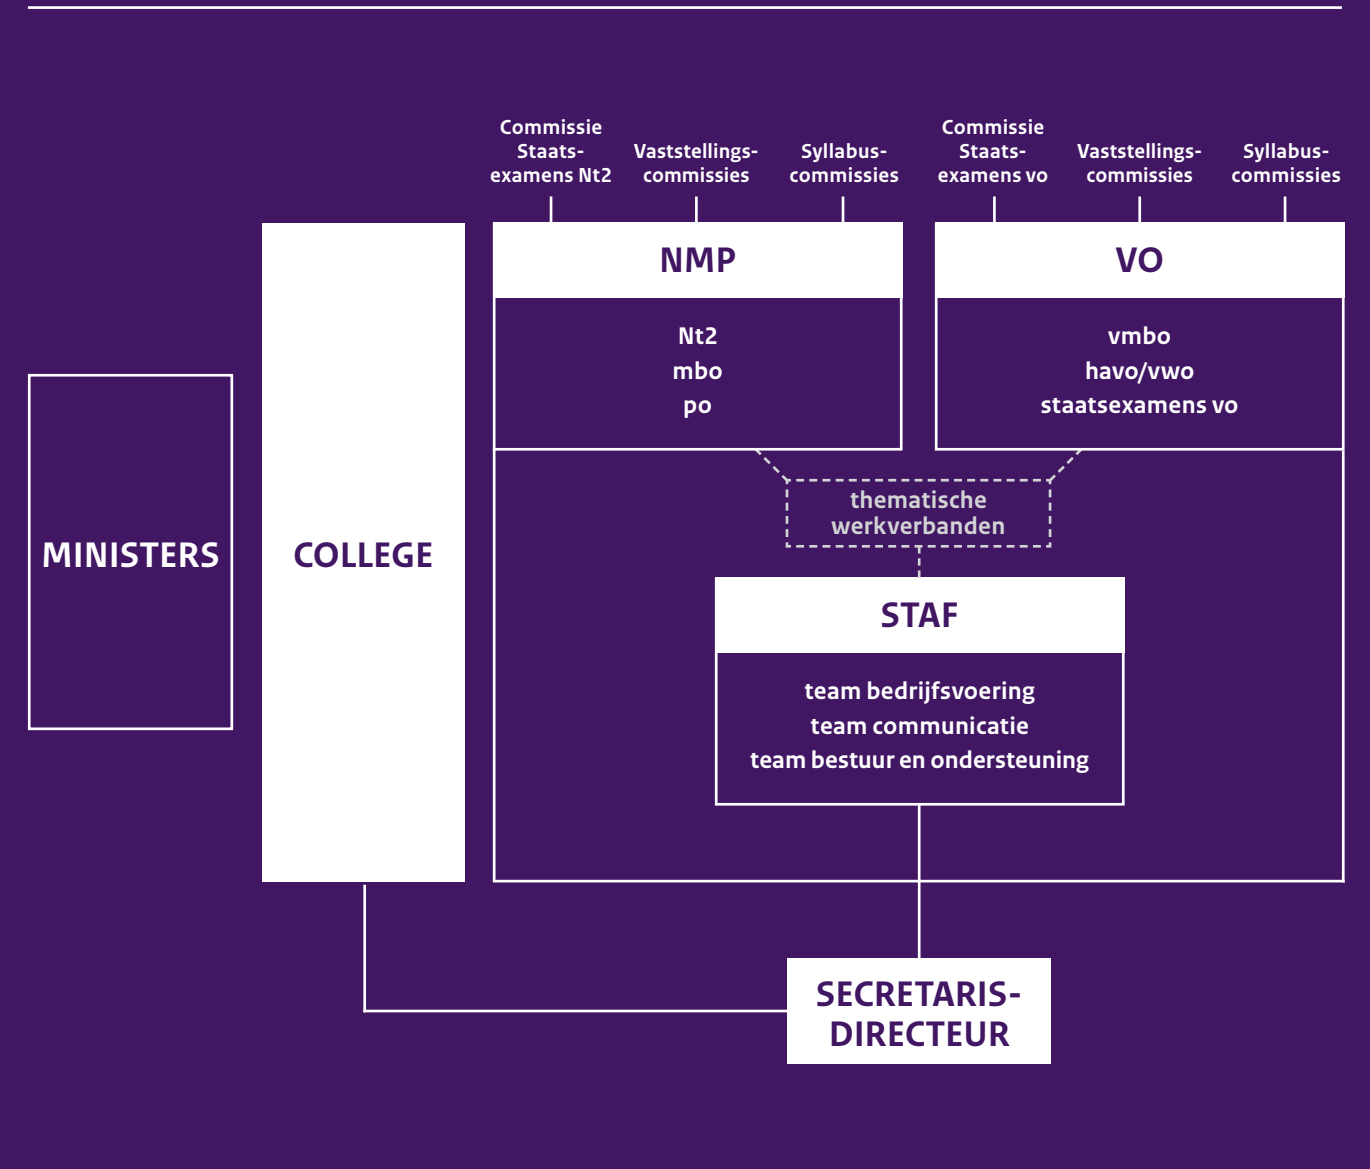 Commissie
Staats-
examens Nt2
Vaststellings-
commissies
Syllabus-
commissies
Commissie
Staats-
examens vo
Vaststellings-
commissies
Syllabus-
commissies
NMP
Nt2
mbo
po
VO
vmbo
havo/vwo
staatsexamens vo
MINISTERS
COLLEGE
thematische
werkverbanden
STAF
team bedrijfsvoering
team communicatie
team bestuur en ondersteuning
SECRETARIS-
DIRECTEUR